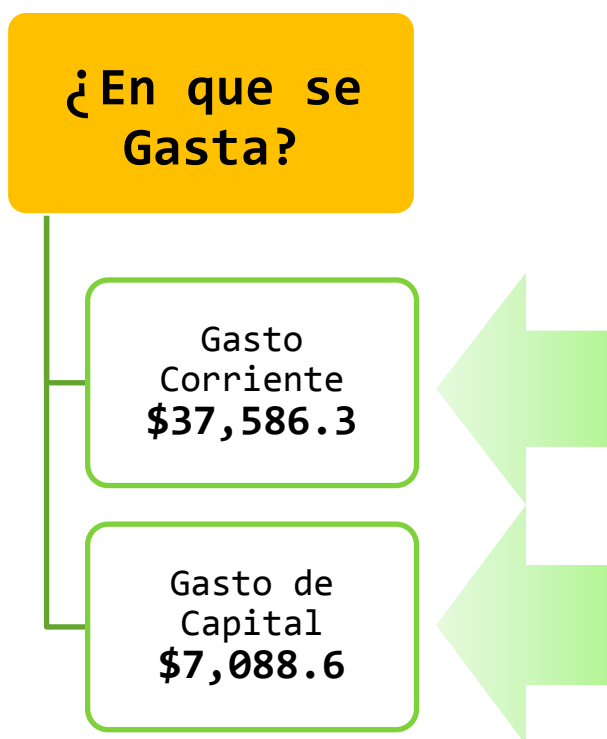 ¿En que se
Gasta?
Gasto
Corriente
$37,586.3
Gasto de
Capital
$7,088.6